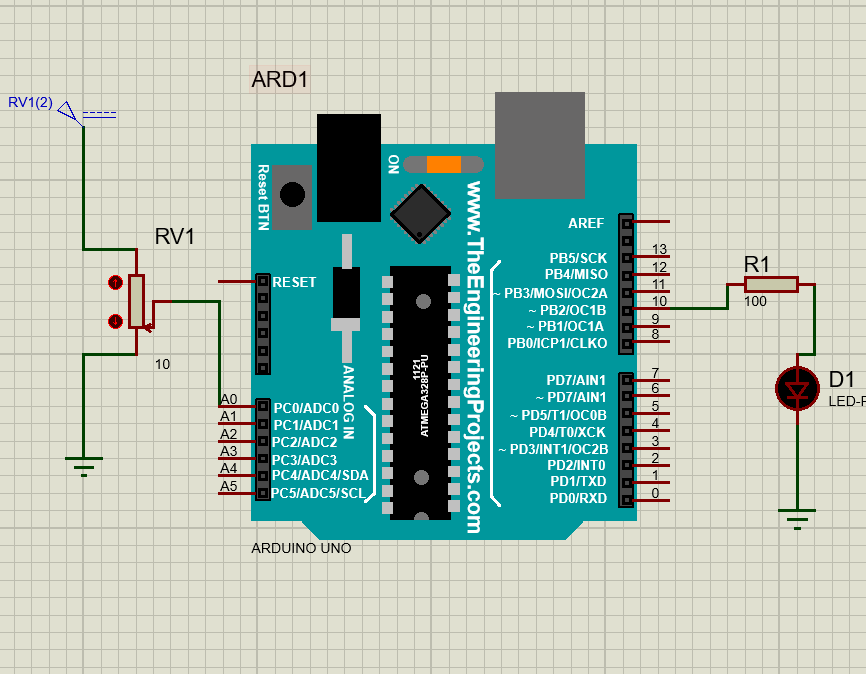 ARD1
RV1(2)
RV1
10
Reset BTN
ON
www.TheEngineeringProjects.com
ANALOG IN
1121
ATMEGA328P-PU
RESET
A0 PC0/ADC0
A1 PC1/ADC1
A2 PC2/ADC2
A3 PC3/ADC3
A4 PC4/ADC4/SDA
A5 PC5/ADC5/SCL
AREF
PB5/SCK 13
PB4/MISO 12
~ PB3/MOSI/OC2A 11
~ PB2/OC1B 10
~ PB1/OC1A 9
PB0/ICP1/CLKO 8
PD7/AIN1 7
~ PD7/AIN1 6
~ PD5/T1/OC0B 5
PD4/T0/XCK 4
~ PD3/INT1/OC2B 3
PD2/INT0 2
PD1/TXD 1
PD0/RXD 0
R1
100
D1
ARDUINO UNO